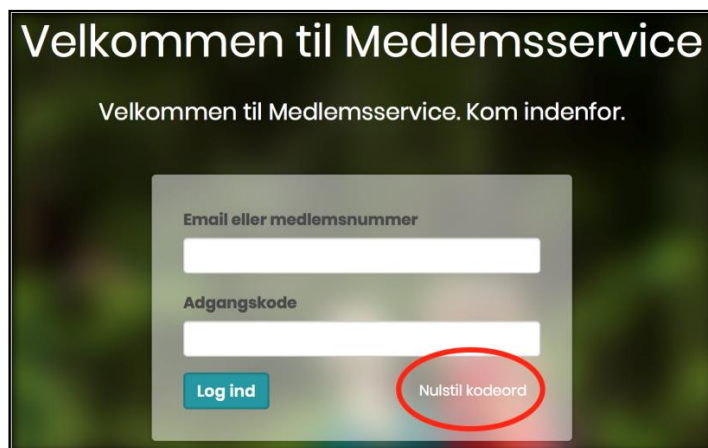 Velkommen til Medlemsservice
Velkommen til Medlemsservice. Kom indenfor.
Email eller medlemsnummer
Adgangskode
Log ind
Nulstil kodeord